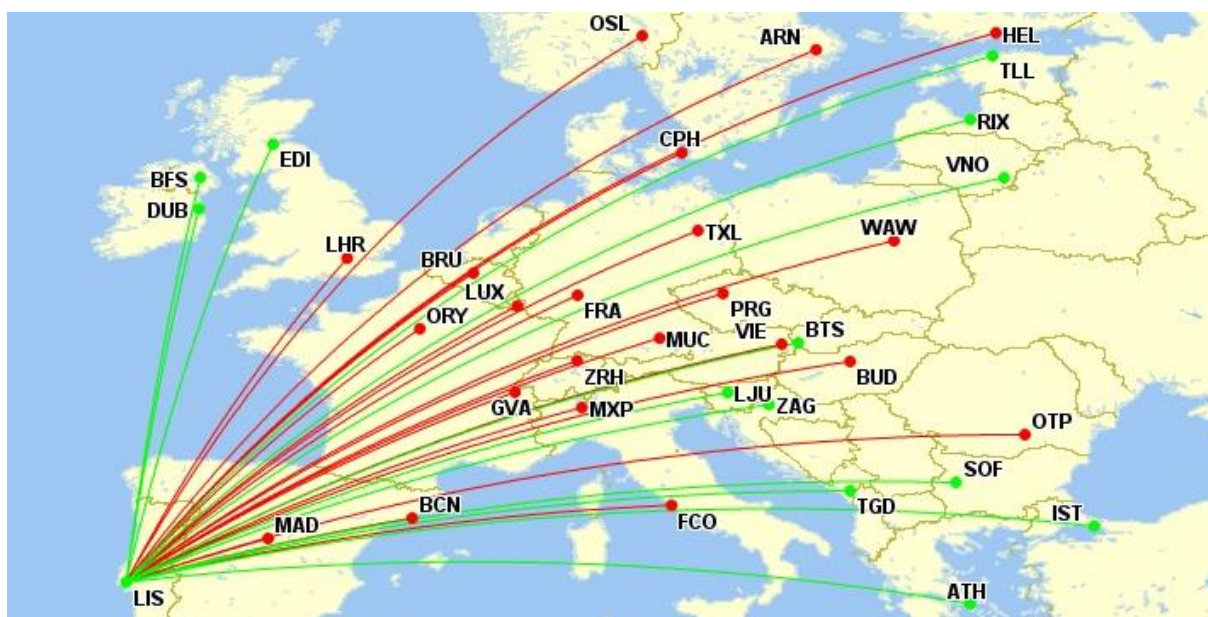 OSL
ARN
HEL
TLL
RIX
CPH
EDI
BFS
VNO
DUB
TXL
WAW
LHR
BRU
LUX
FRA
PRG
ORY
VIE
BTS
MUC
ZRH
BUD
LJU
GVA
MXP
ZAG
OTP
SOF
BCN
TGD
IST
MAD
FCO
ATH
LIS